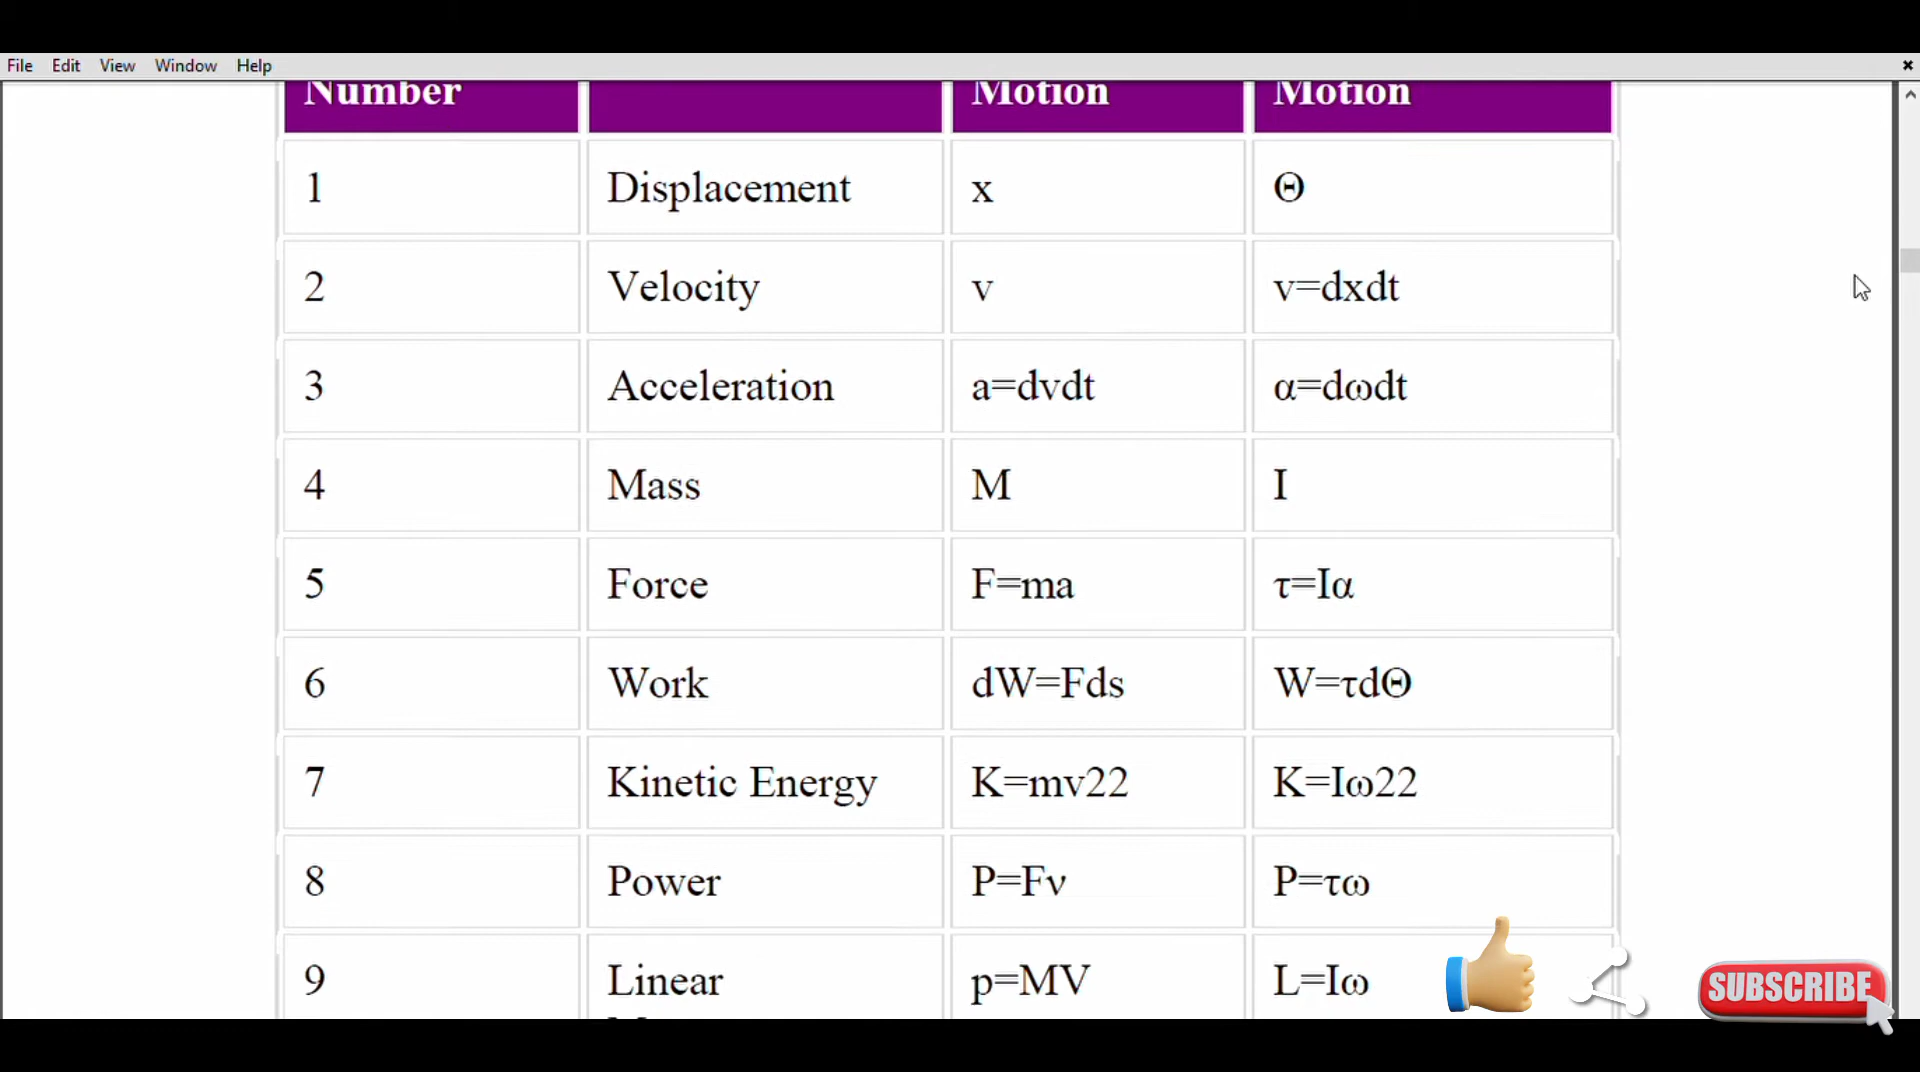 File Edit View Window Help
Number Motion Motion
1 Displacement x Θ
2 Velocity v v=dxdt
3 Acceleration a=dvdt α=dωdt
4 Mass M I
5 Force F=ma τ=Iα
6 Work dW=Fds W=τdΘ
7 Kinetic Energy K=mv22 K=Iω22
8 Power P=Fν P=τω
9 Linear p=MV L=Iω
SUBSCRIBE